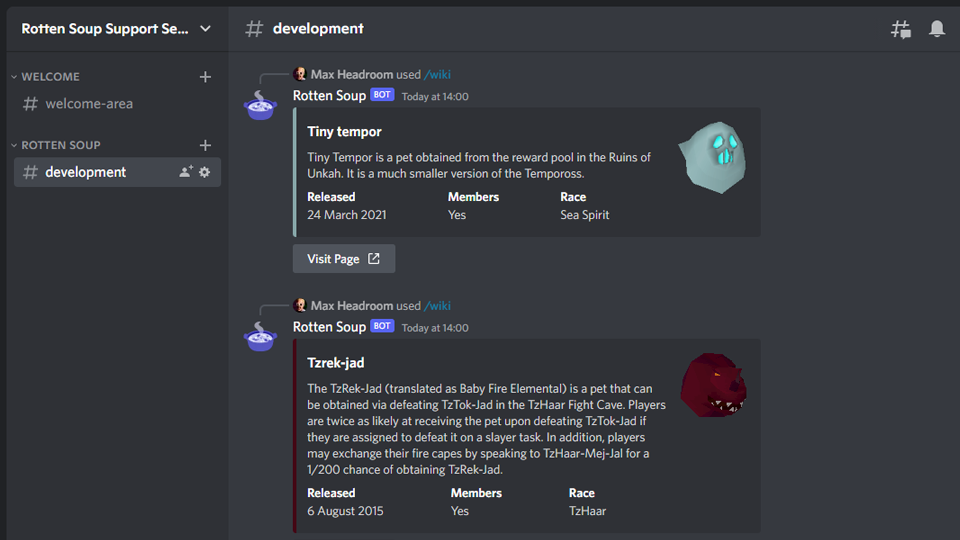 Rotten Soup Support Se...
# development
WELCOME
# welcome-area
ROTTEN SOUP
# development
Max Headroom used /wiki
Rotten Soup BOT Today at 14:00
Tiny tempor
Tiny Tempor is a pet obtained from the reward pool in the Ruins of
Unkah. It is a much smaller version of the Tempoross.
Released Members Race
24 March 2021 Yes Sea Spirit
Visit Page
Max Headroom used /wiki
Rotten Soup BOT Today at 14:00
Tzrek-jad
The TzRek-Jad (translated as Baby Fire Elemental) is a pet that can
be obtained via defeating TzTok-Jad in the TzHaar Fight Cave. Players
are twice as likely at receiving the pet upon defeating TzTok-Jad if
they are assigned to defeat it on a slayer task. In addition, players
may exchange their fire capes by speaking to TzHaar-Mej-Jal for a
1/200 chance of obtaining TzRek-Jad.
Released Members Race
6 August 2015 Yes TzHaar